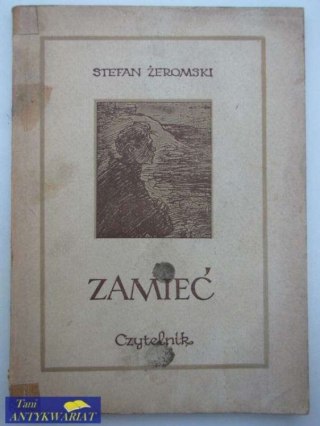 STEFAN ŻEROMSKI
ZAMIEĆ
Czytelnik
Tani
ANTYKWARIAT